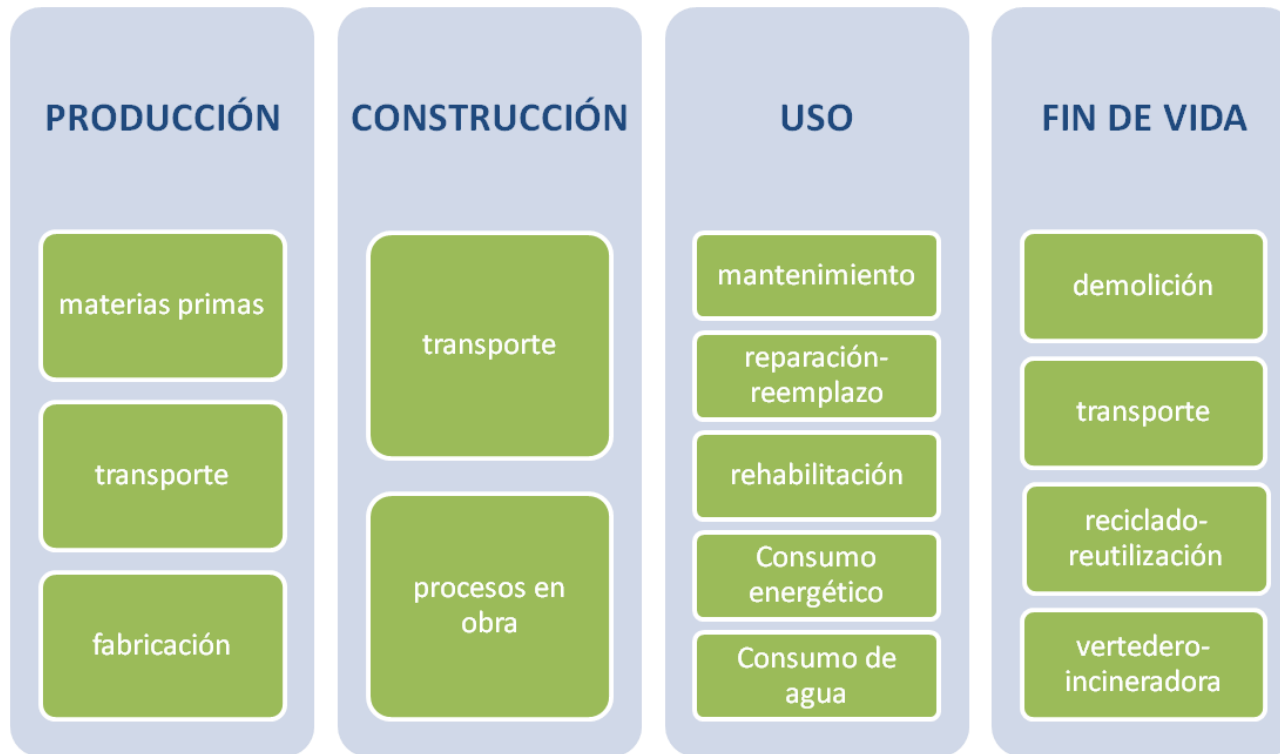 PRODUCCIÓN
materias primas
transporte
fabricación
CONSTRUCCIÓN
transporte
procesos en
obra
USO
mantenimiento
reparación-
reemplazo
rehabilitación
Consumo
energético
Consumo de
agua
FIN DE VIDA
demolición
transporte
reciclado-
reutilización
vertedero-
incineradora